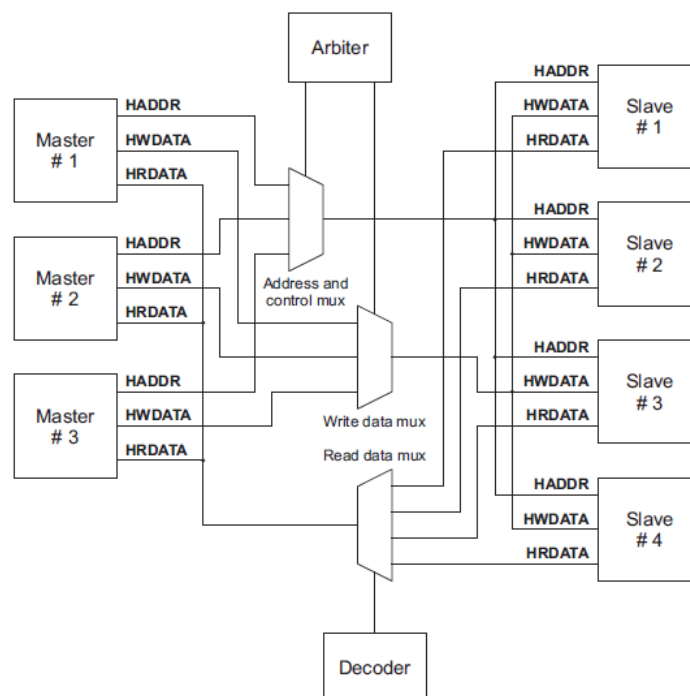 Arbiter
Master
# 1
HADDR
HWDATA
HRDATA
Master
# 2
HADDR
HWDATA
HRDATA
Master
# 3
HADDR
HWDATA
HRDATA
Address and
control mux
Write data mux
Read data mux
Decoder
HADDR
HWDATA
HRDATA
Slave
# 1
HADDR
HWDATA
HRDATA
Slave
# 2
HADDR
HWDATA
HRDATA
Slave
# 3
HADDR
HWDATA
HRDATA
Slave
# 4